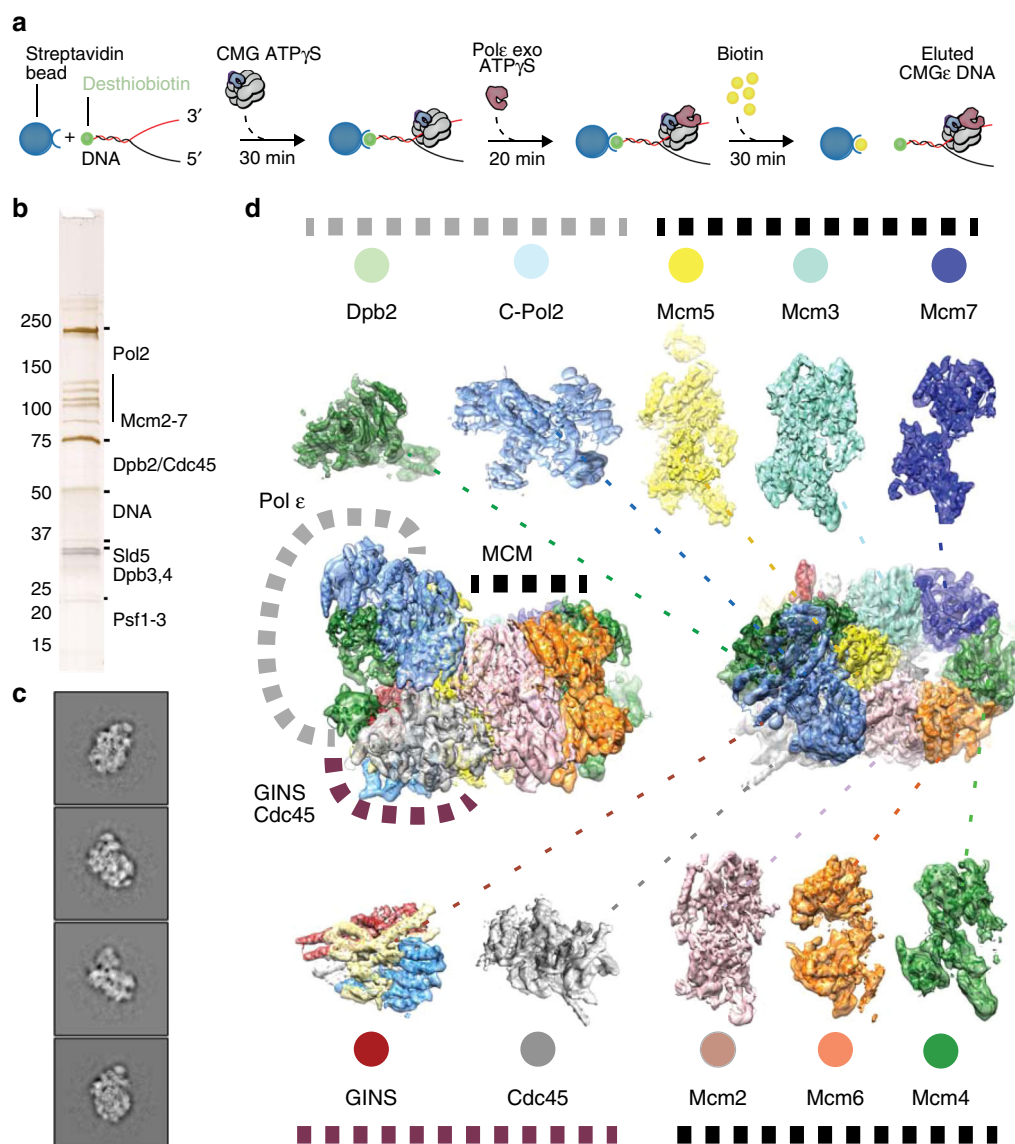 a
Streptavidin
bead
Desthiobiotin
+
DNA
3′
5′
CMG ATPγS
30 min
Polε exo
ATPγS
20 min
Biotin
30 min
Eluted
CMGε DNA
b
250
150
100
75
50
37
25
20
15
Pol2
Mcm2-7
Dpb2/Cdc45
DNA
Sld5
Dpb3,4
Psf1-3
c
d
Dpb2
C-Pol2
Mcm5
Mcm3
Mcm7
Pol ε
MCM
GINS
Cdc45
GINS
Cdc45
Mcm2
Mcm6
Mcm4